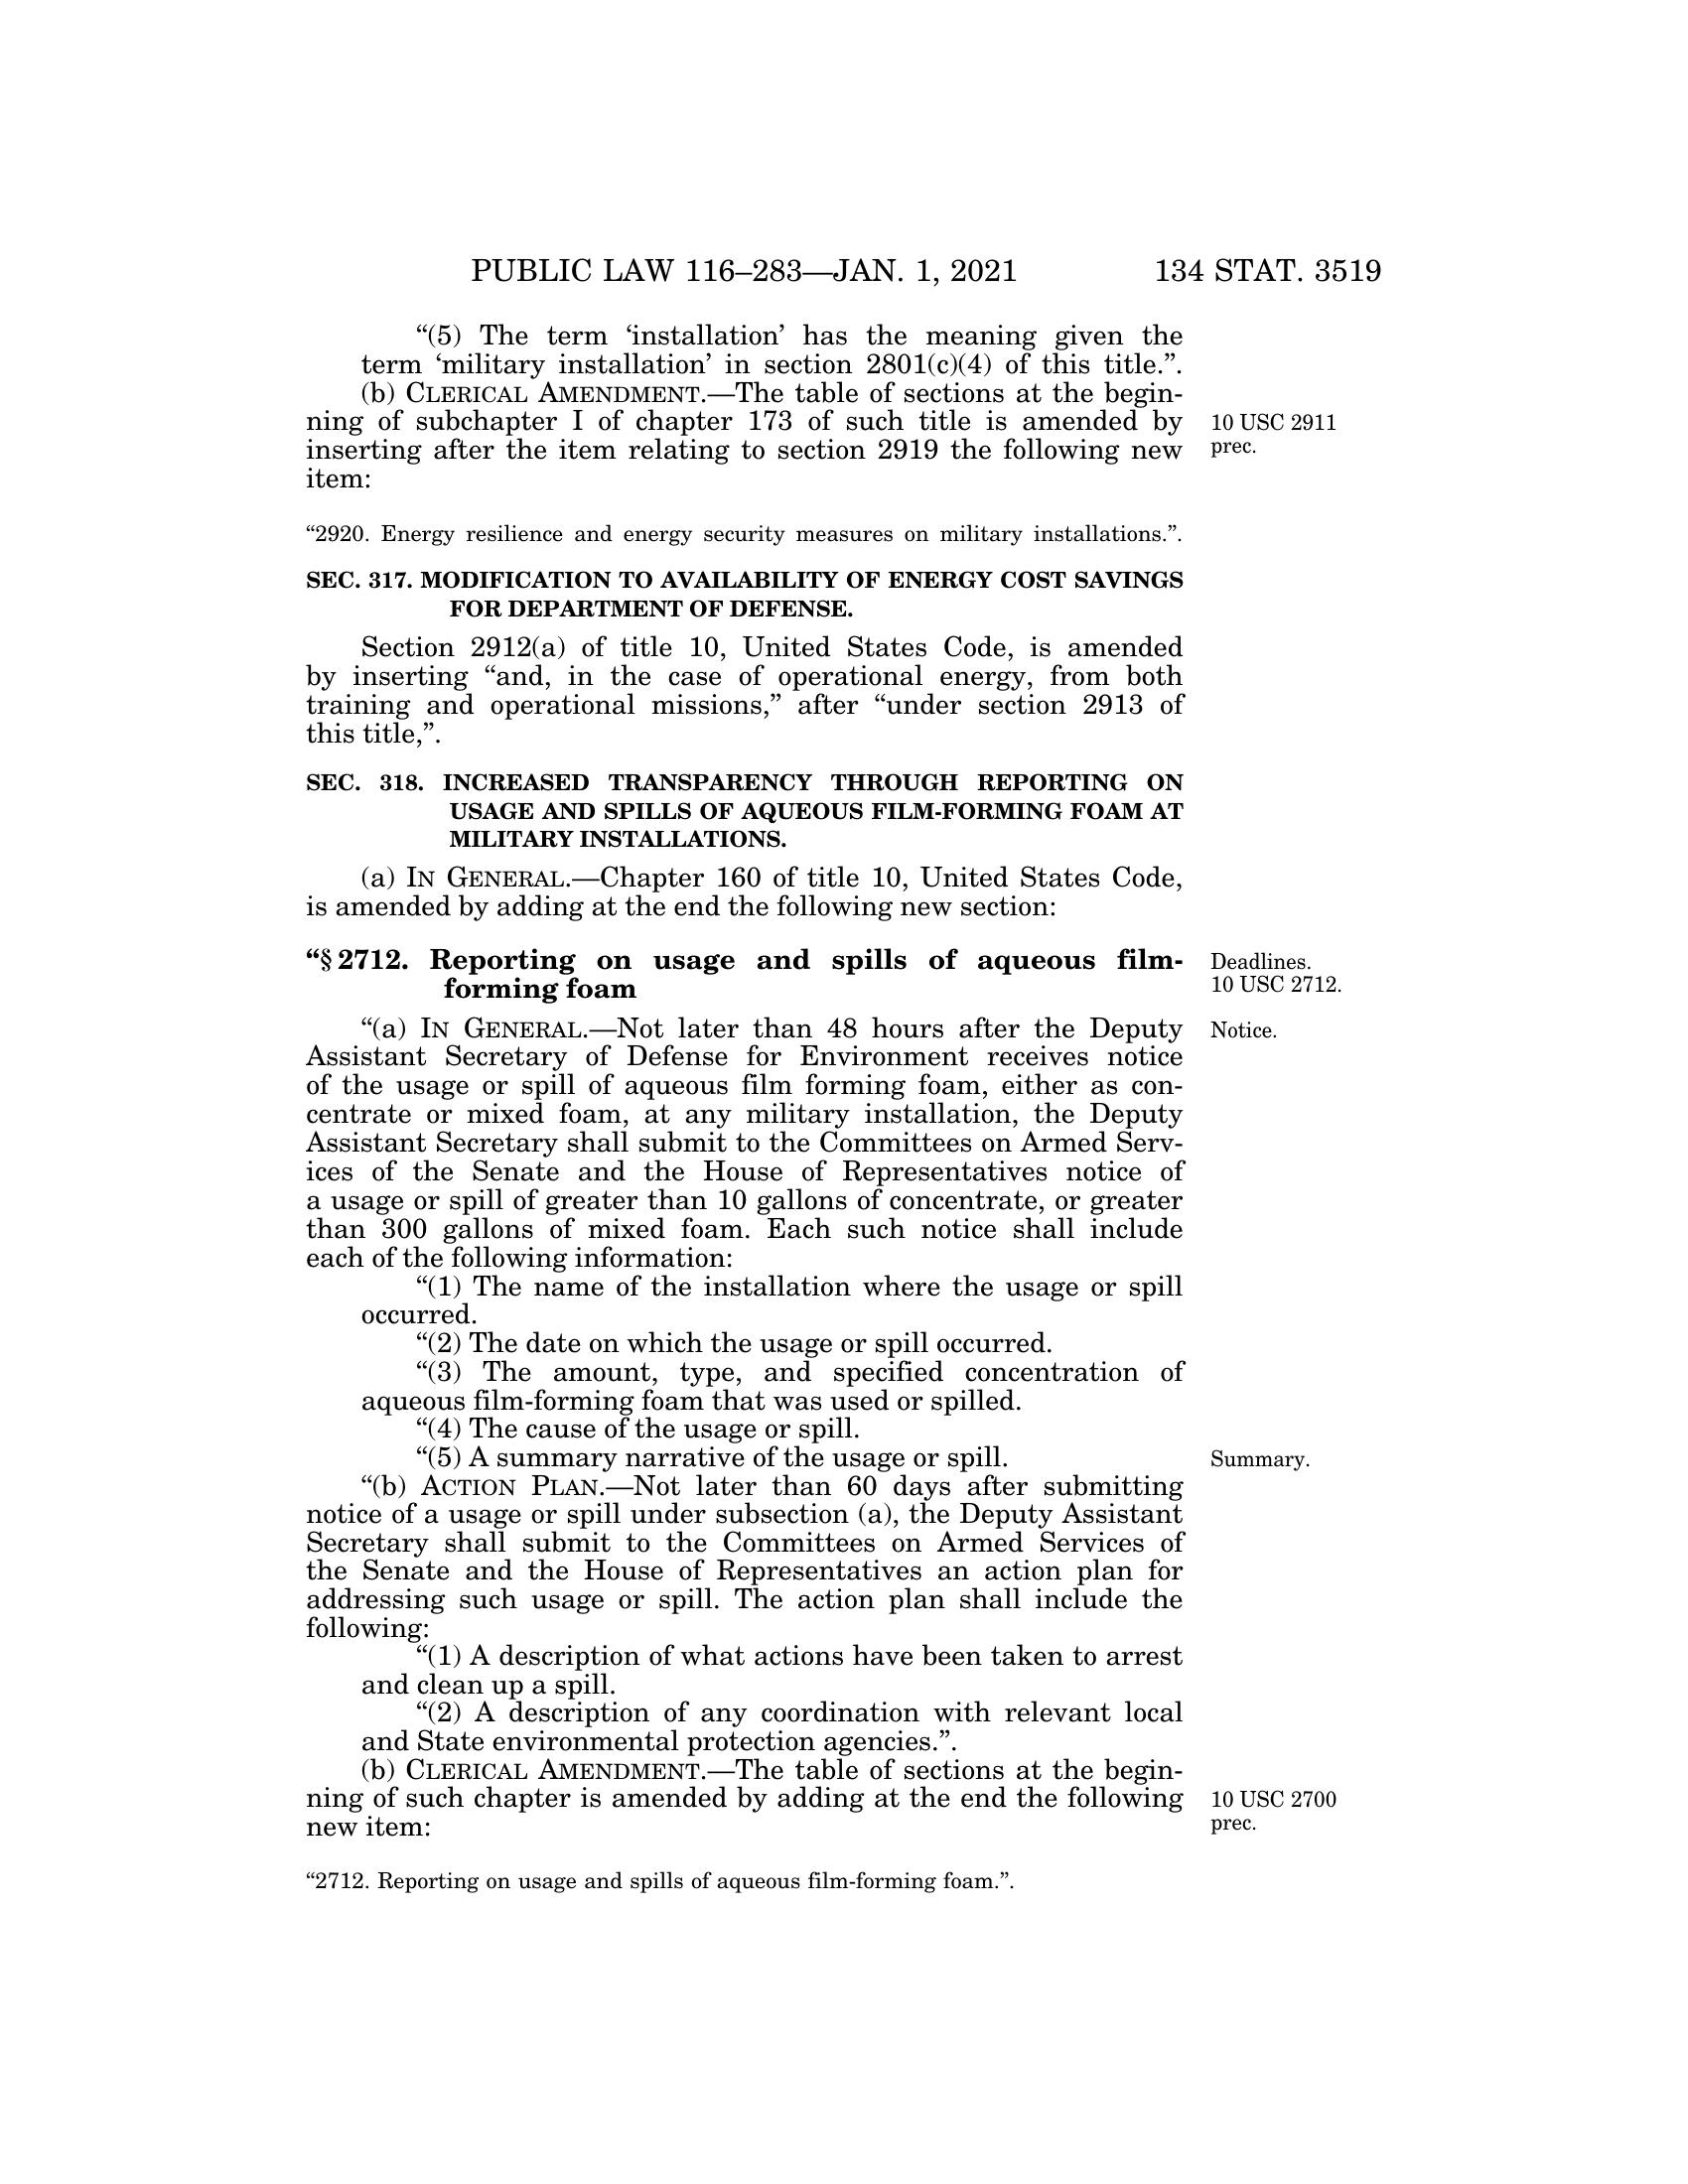 PUBLIC LAW 116–283—JAN. 1, 2021 134 STAT. 3519
“(5) The term ‘installation’ has the meaning given the
term ‘military installation’ in section 2801(c)(4) of this title.”.
(b) CLERICAL AMENDMENT.—The table of sections at the begin-
ning of subchapter I of chapter 173 of such title is amended by
inserting after the item relating to section 2919 the following new
item:
10 USC 2911
prec.
“2920. Energy resilience and energy security measures on military installations.”.
SEC. 317. MODIFICATION TO AVAILABILITY OF ENERGY COST SAVINGS
FOR DEPARTMENT OF DEFENSE.
Section 2912(a) of title 10, United States Code, is amended
by inserting “and, in the case of operational energy, from both
training and operational missions,” after “under section 2913 of
this title,”.
SEC. 318. INCREASED TRANSPARENCY THROUGH REPORTING ON
USAGE AND SPILLS OF AQUEOUS FILM-FORMING FOAM AT
MILITARY INSTALLATIONS.
(a) IN GENERAL.—Chapter 160 of title 10, United States Code,
is amended by adding at the end the following new section:
“§ 2712. Reporting on usage and spills of aqueous film-
forming foam
Deadlines.
10 USC 2712.
“(a) IN GENERAL.—Not later than 48 hours after the Deputy
Notice.
Assistant Secretary of Defense for Environment receives notice
of the usage or spill of aqueous film forming foam, either as con-
centrate or mixed foam, at any military installation, the Deputy
Assistant Secretary shall submit to the Committees on Armed Serv-
ices of the Senate and the House of Representatives notice of
a usage or spill of greater than 10 gallons of concentrate, or greater
than 300 gallons of mixed foam. Each such notice shall include
each of the following information:
“(1) The name of the installation where the usage or spill
occurred.
“(2) The date on which the usage or spill occurred.
“(3) The amount, type, and specified concentration of
aqueous film-forming foam that was used or spilled.
“(4) The cause of the usage or spill.
“(5) A summary narrative of the usage or spill.
Summary.
“(b) ACTION PLAN.—Not later than 60 days after submitting
notice of a usage or spill under subsection (a), the Deputy Assistant
Secretary shall submit to the Committees on Armed Services of
the Senate and the House of Representatives an action plan for
addressing such usage or spill. The action plan shall include the
following:
“(1) A description of what actions have been taken to arrest
and clean up a spill.
“(2) A description of any coordination with relevant local
and State environmental protection agencies.”.
(b) CLERICAL AMENDMENT.—The table of sections at the begin-
ning of such chapter is amended by adding at the end the following
new item:
10 USC 2700
prec.
“2712. Reporting on usage and spills of aqueous film-forming foam.”.